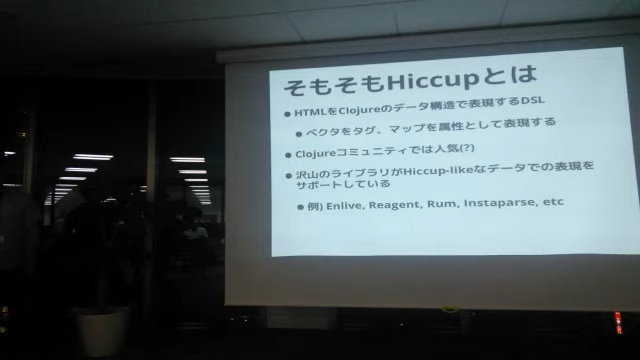 そもそもHiccupとは
● HTMLをClojureのデータ構造で表現するDSL
● ベクタをタグ、マップを属性として表現する
● Clojureコミュニティでは人気(?)
● 沢山のライブラリがHiccup-likeなデータでの表現を
サポートしている
● 例) Enlive, Reagent, Rum, Instaparse, etc